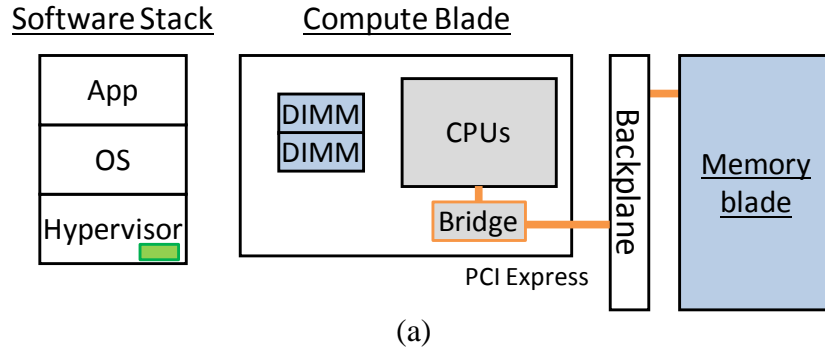 Software Stack
App
OS
Hypervisor
Compute Blade
DIMM
DIMM
CPUs
Bridge
PCI Express
Backplane
Memory
blade
(a)